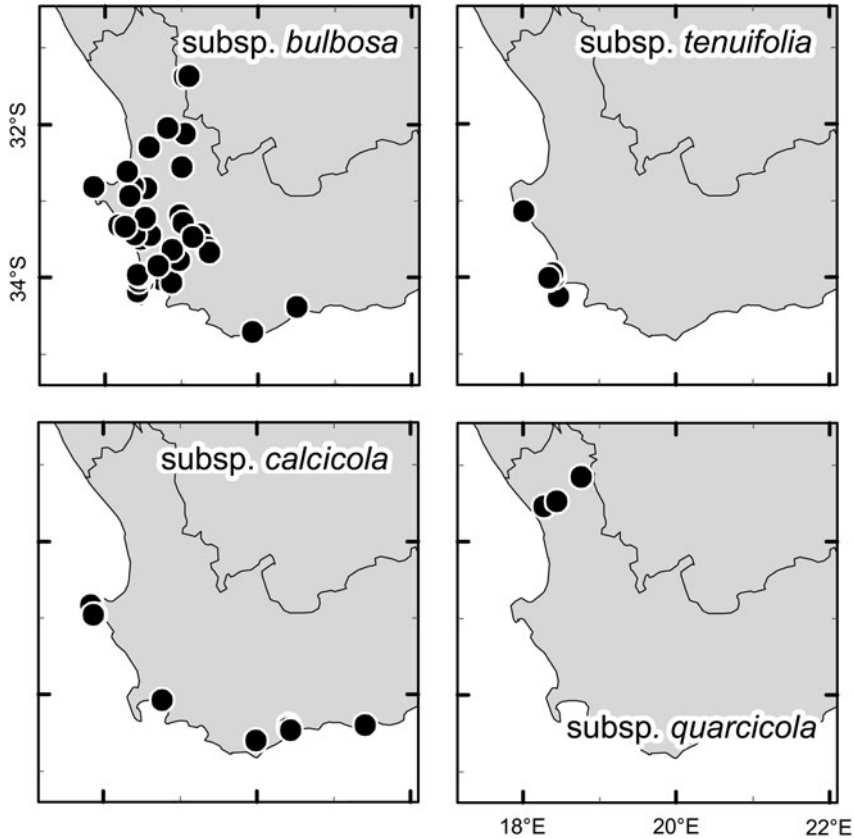 subsp. bulbosa
subsp. tenuifolia
32°S
34°S
subsp. calcicola
subsp. quarcicola
18°E
20°E
22°E